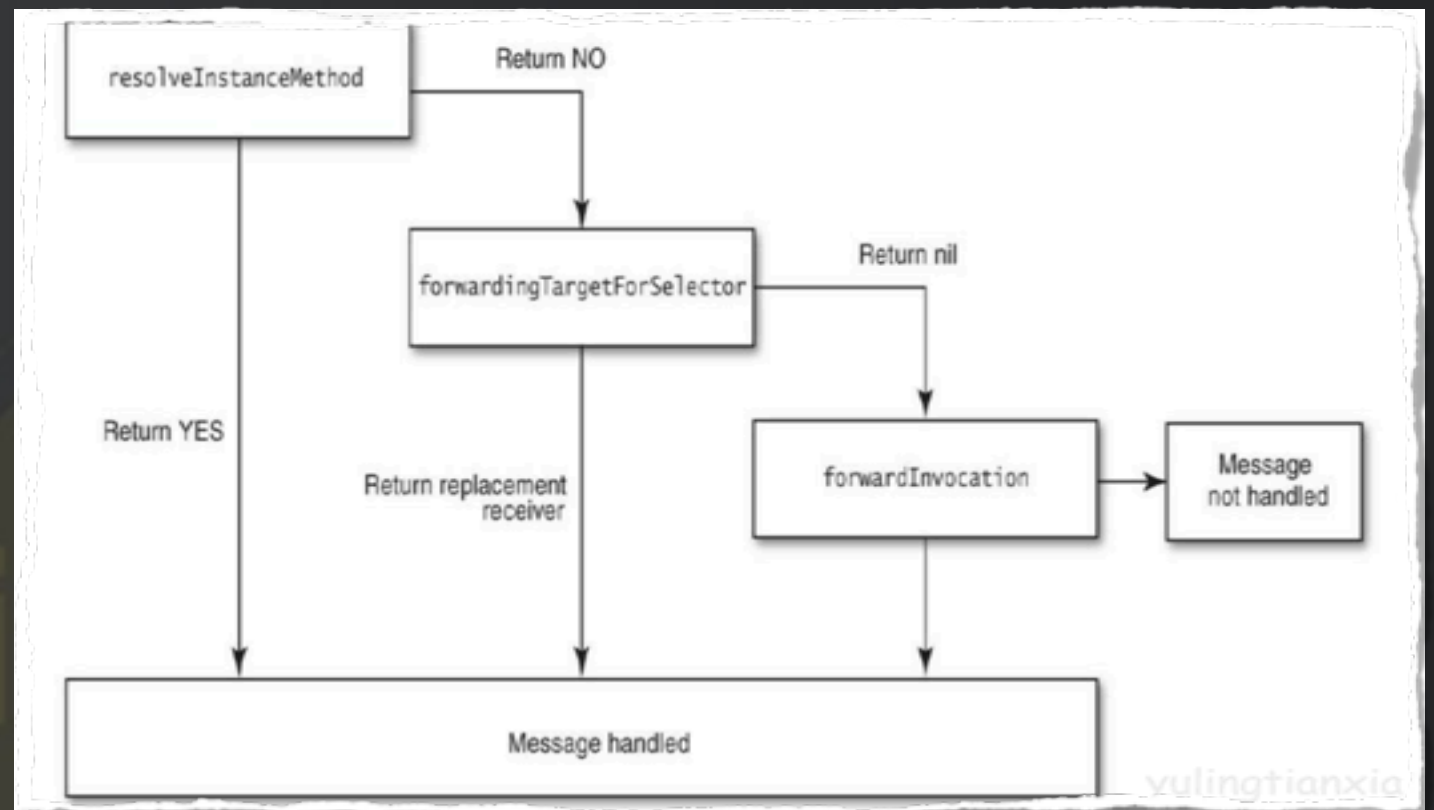 resolveInstanceMethod
Return NO
forwardingTargetForSelector
Return nil
Return YES
Return replacement
receiver
forwardInvocation
Message
not handled
Message handled
yulingtianxia